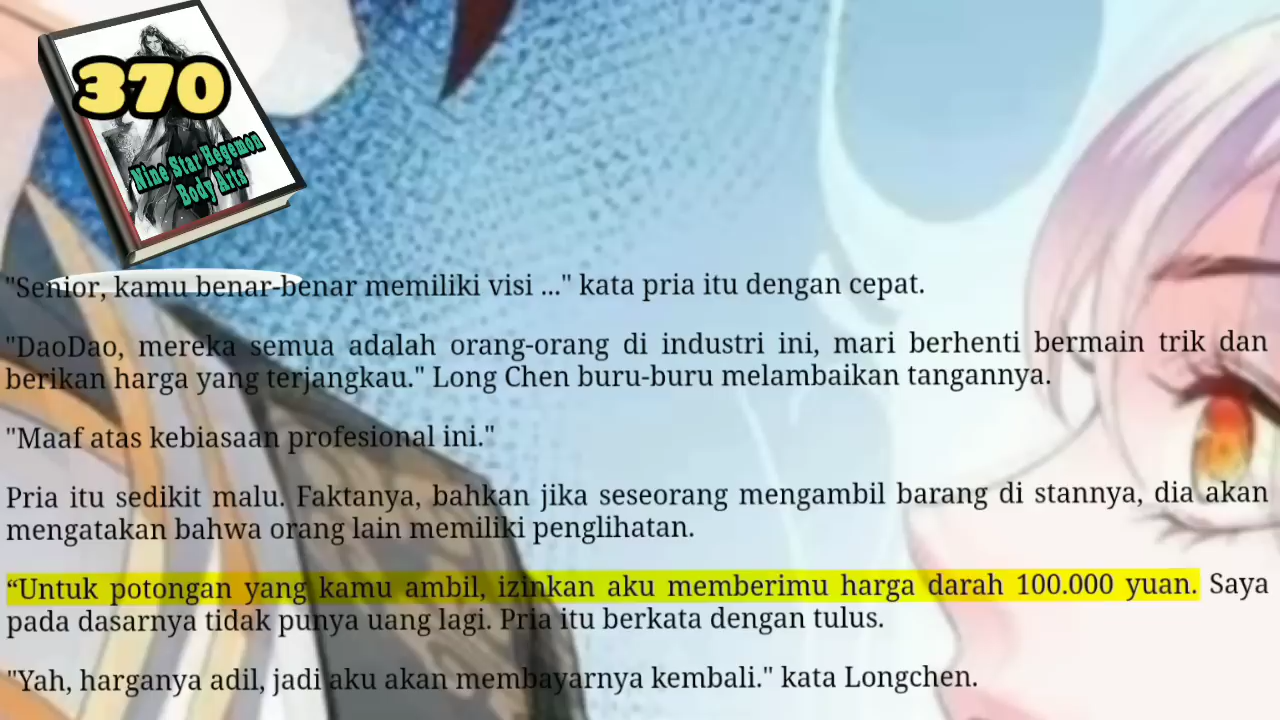 370
Nine Star Hegemon
Body Arts
"Senior, kamu benar-benar memiliki visi ..." kata pria itu dengan cepat.
"DaoDao, mereka semua adalah orang-orang di industri ini, mari berhenti bermain trik dan
berikan harga yang terjangkau." Long Chen buru-buru melambaikan tangannya.
"Maaf atas kebiasaan profesional ini."
Pria itu sedikit malu. Faktanya, bahkan jika seseorang mengambil barang di stannya, dia akan
mengatakan bahwa orang lain memiliki penglihatan.
“Untuk potongan yang kamu ambil, izinkan aku memberimu harga darah 100.000 yuan. Saya
pada dasarnya tidak punya uang lagi. Pria itu berkata dengan tulus.
"Yah, harganya adil, jadi aku akan membayarnya kembali." kata Longchen.